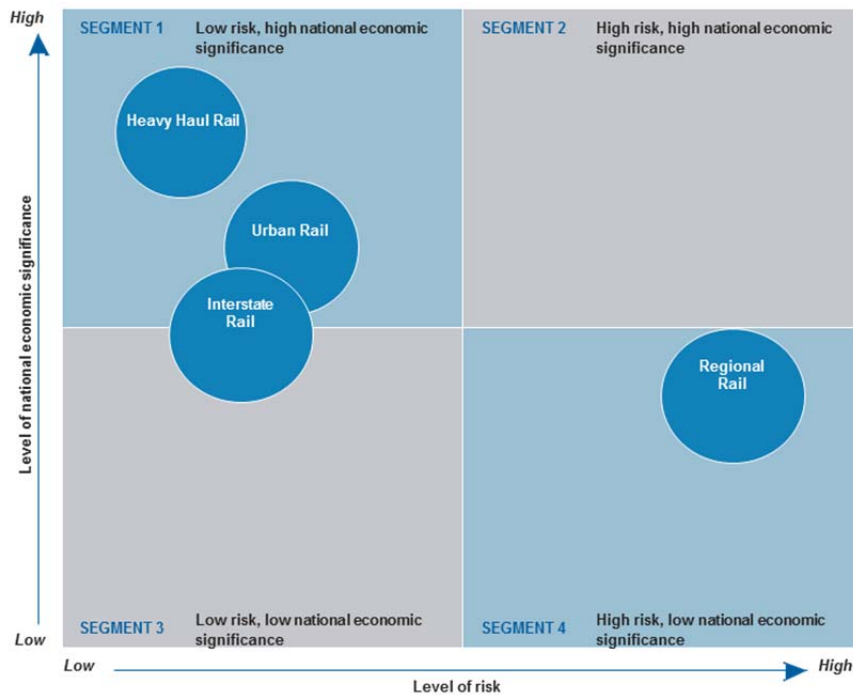 High
SEGMENT 1
Low risk, high national economic
significance
SEGMENT 2
High risk, high national economic
significance
Heavy Haul Rail
Urban Rail
Interstate
Rail
Regional
Rail
Level of national economic significance
SEGMENT 3
Low risk, low national economic
significance
SEGMENT 4
High risk, low national economic
significance
Low
Low
High
Level of risk